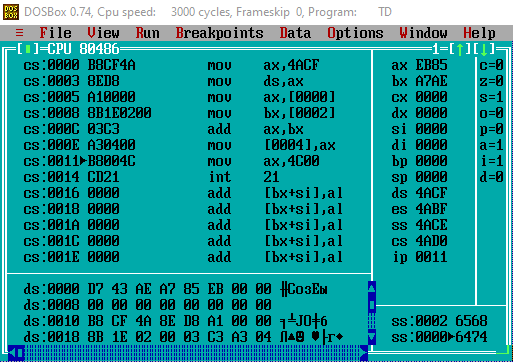 DOSBox 0.74, Cpu speed: 3000 cycles, Frameskip 0, Program: TD
≡ File View Run Breakpoints Data Options Window Help
[■]=CPU 80486 1=[↑][↓]
cs:0000 B8CF4A mov ax,4ACF ax EB85 c=0
cs:0003 8ED8 mov ds,ax bx A7AE z=0
cs:0005 A10000 mov ax,[0000] cx 0000 s=1
cs:0008 8B1E0200 mov bx,[0002] dx 0000 o=0
cs:000C 03C3 add ax,bx si 0000 p=0
cs:000E A30400 mov [0004],ax di 0000 a=1
cs:0011►B8004C mov ax,4C00 bp 0000 i=1
cs:0014 CD21 int 21 sp 0000 d=0
cs:0016 0000 add [bx+si],al ds 4ACF
cs:0018 0000 add [bx+si],al es 4ABF
cs:001A 0000 add [bx+si],al ss 4ACE
cs:001C 0000 add [bx+si],al cs 4AD0
cs:001E 0000 add [bx+si],al ip 0011
ds:0000 D7 43 AE A7 85 EB 00 00
ds:0008 00 00 00 00 00 00 00 00
ds:0010 B8 CF 4A 8E D8 A1 00 00 ss:0002 6568
ds:0018 8B 1E 02 00 03 C3 A3 04 ss:0000►6474